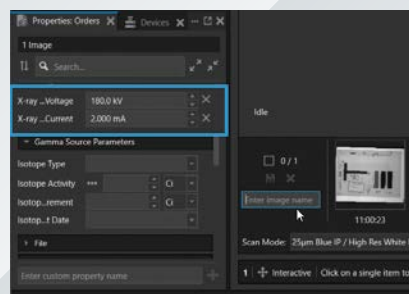 Properties: Orders
Devices
1 Image
Search...
X-ray ...Voltage 180.0 kV
X-ray ...Current 2.000 mA
Gamma Source Parameters
Isotope Type
Isotope Activity ••• Ci
Isotop...rement Ci
Isotop...t Date
File
Enter custom property name
Idle
0 / 1
Enter image name
11:00:23
Scan Mode: 25µm Blue IP / High Res White
1 Interactive Click on a single item to